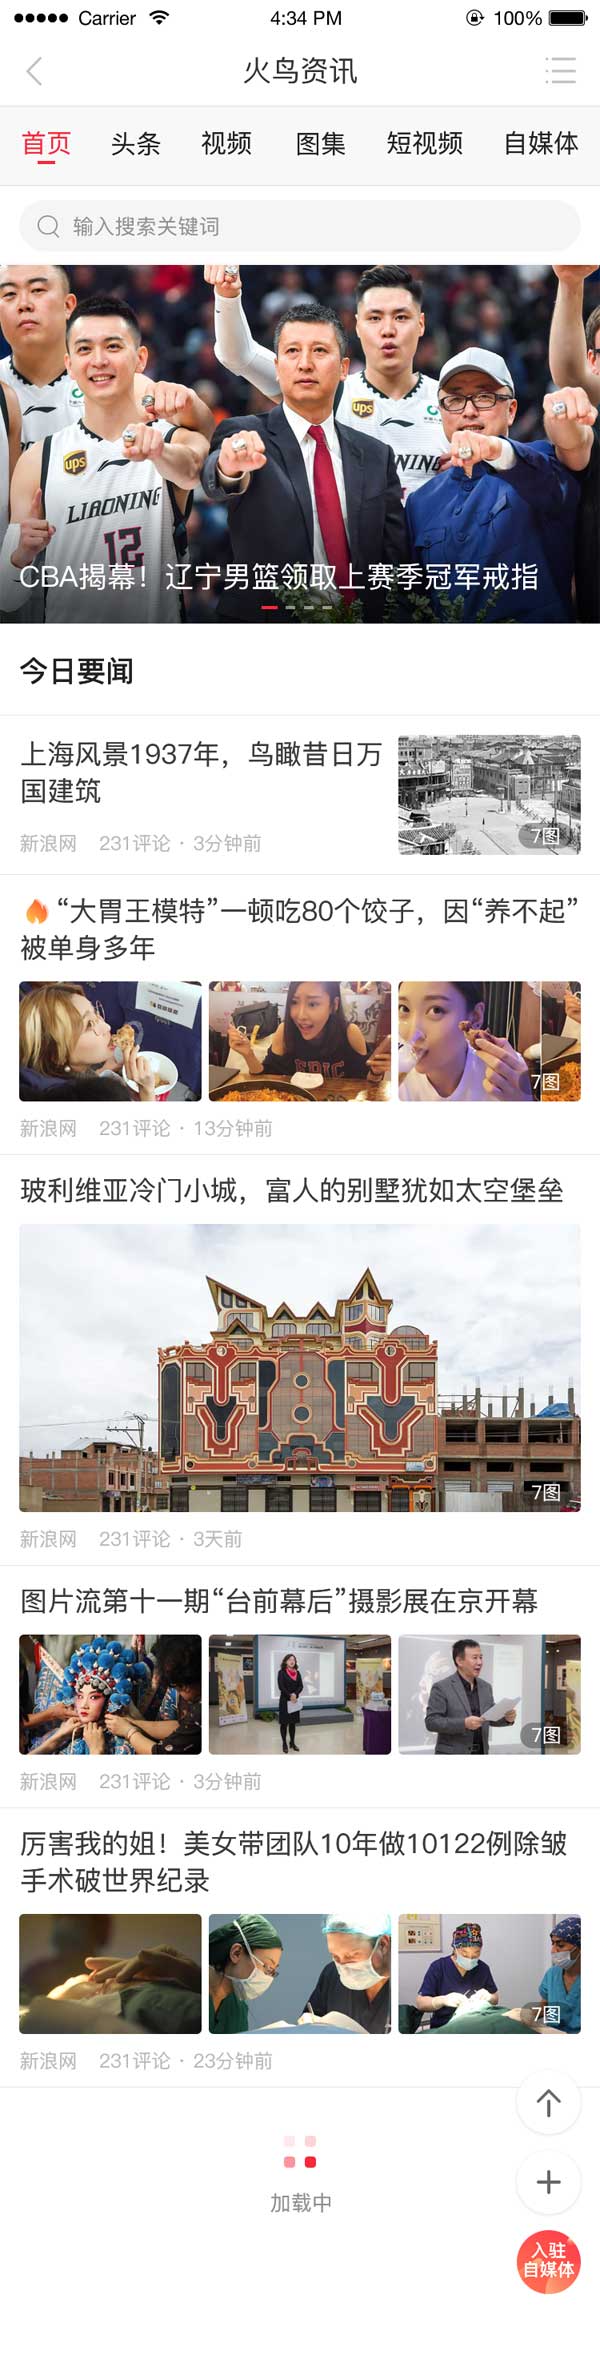 Carrier 4:34 PM 100%
火鸟资讯
首页 头条 视频 图集 短视频 自媒体
输入搜索关键词
ups
ups
LIAONING
NING
12
CBA揭幕！辽宁男篮领取上赛季冠军戒指
今日要闻
上海风景1937年，鸟瞰昔日万
国建筑
7图
新浪网 231评论 · 3分钟前
“大胃王模特”一顿吃80个饺子，因“养不起”
被单身多年
EPIC
7图
新浪网 231评论 · 13分钟前
玻利维亚冷门小城，富人的别墅犹如太空堡垒
7图
新浪网 231评论 · 3天前
图片流第十一期“台前幕后”摄影展在京开幕
7图
新浪网 231评论 · 3分钟前
厉害我的姐！美女带团队10年做10122例除皱
手术破世界纪录
7图
新浪网 231评论 · 23分钟前
加载中
入驻
自媒体